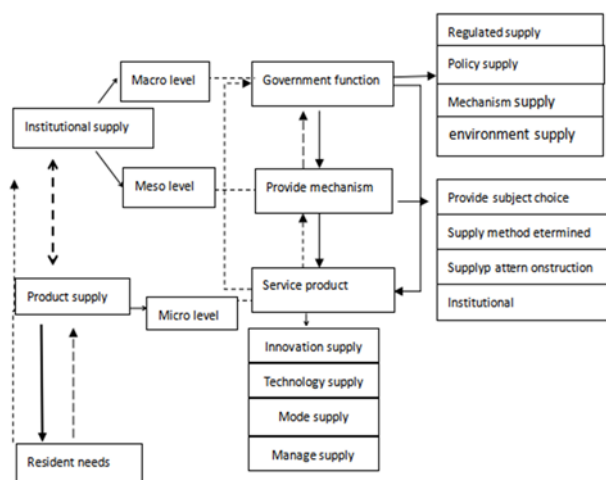 Regulated supply
Macro level
Government function
Policy supply
Mechanism supply
Institutional supply
environment supply
Meso level
Provide mechanism
Provide subject choice
Supply method etermined
Supplyp attern onstruction
Service product
Product supply
Micro level
Institutional
Innovation supply
Technology supply
Mode supply
Manage supply
Resident needs